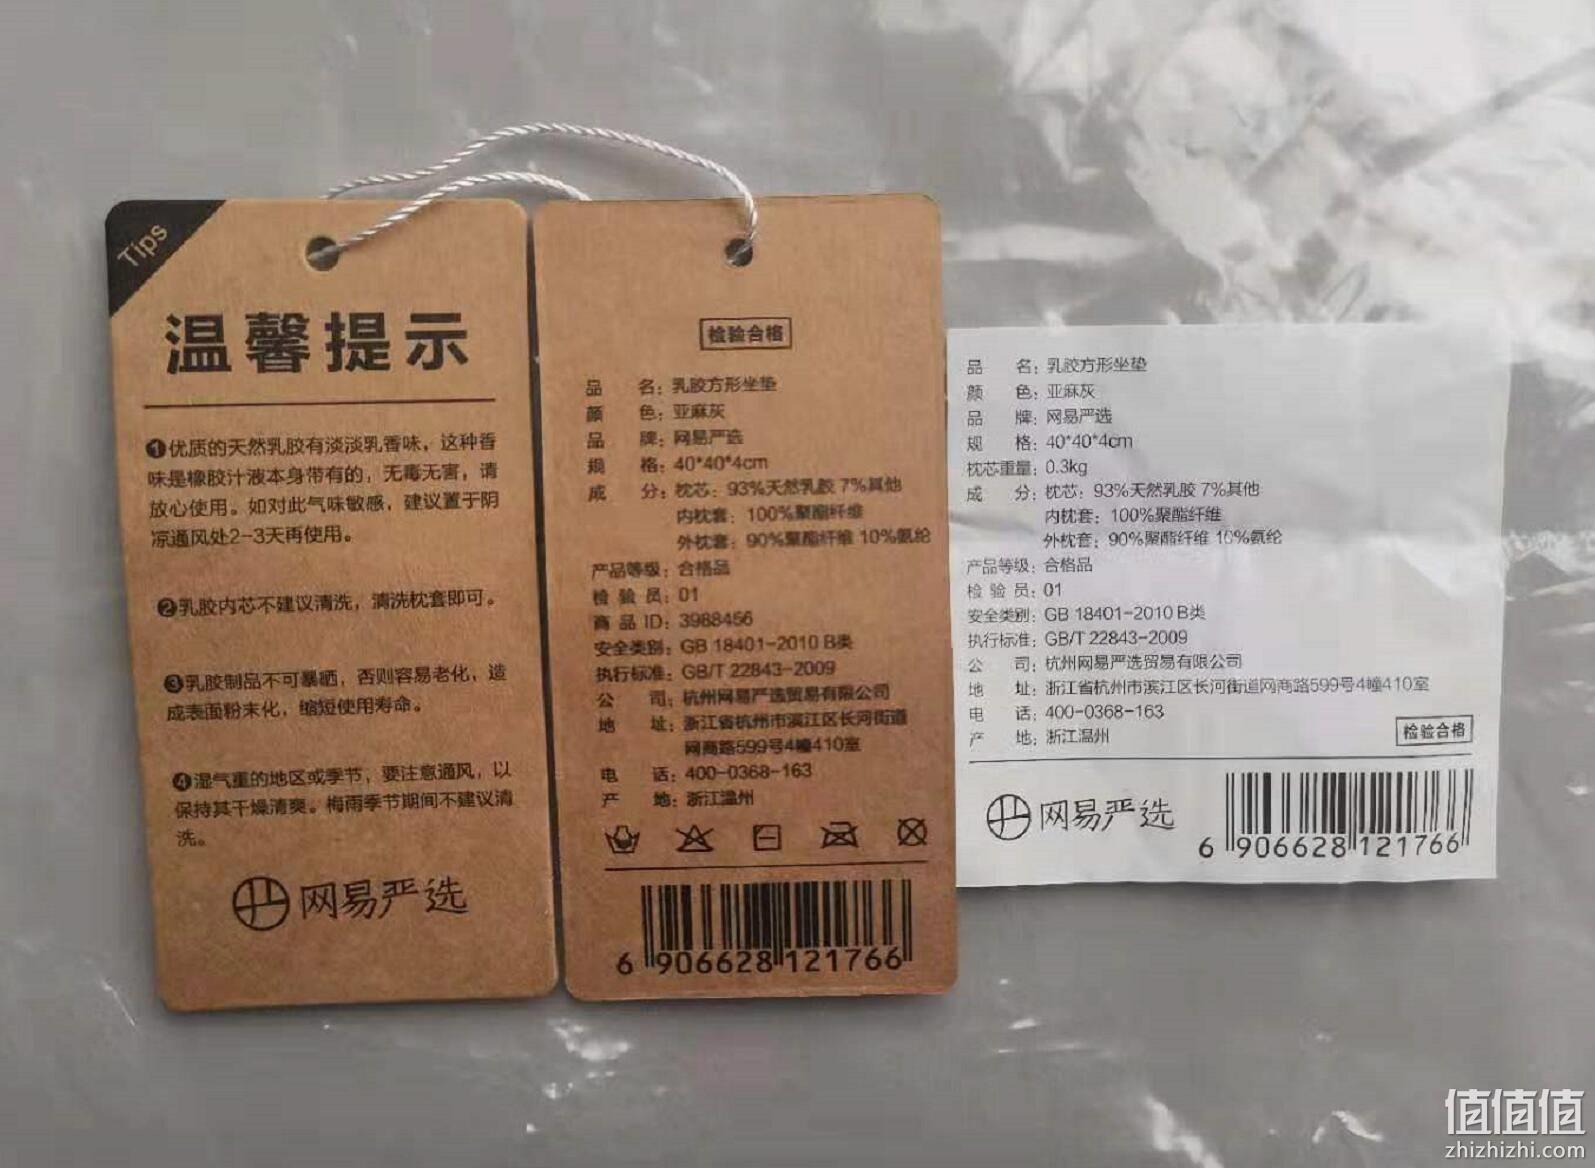 Tips
温馨提示
❶优质的天然乳胶有淡淡乳香味，这种香
味是橡胶汁液本身带有的，无毒无害，请
放心使用。如对此气味敏感，建议置于阴
凉通风处2-3天再使用。
❷乳胶内芯不建议清洗，清洗枕套即可。
❸乳胶制品不可暴晒，否则容易老化，造
成表面粉末化，缩短使用寿命。
❹湿气重的地区或季节，要注意通风，以
保持其干燥清爽。梅雨季节期间不建议清
洗。
网易严选
检验合格
品 名：乳胶方形坐垫
颜 色：亚麻灰
品 牌：网易严选
规 格：40*40*4cm
成 分：枕芯：93%天然乳胶 7%其他
内枕套：100%聚酯纤维
外枕套：90%聚酯纤维 10%氨纶
产品等级：合格品
检 验 员：01
商 品 ID：3988456
安全类别：GB 18401-2010 B类
执行标准：GB/T 22843-2009
公 司：杭州网易严选贸易有限公司
地 址：浙江省杭州市滨江区长河街道
网商路599号4幢410室
电 话：400-0368-163
产 地：浙江温州
6 906628 121766
品 名：乳胶方形坐垫
颜 色：亚麻灰
品 牌：网易严选
规 格：40*40*4cm
枕芯重量：0.3kg
成 分：枕芯：93%天然乳胶 7%其他
内枕套：100%聚酯纤维
外枕套：90%聚酯纤维 10%氨纶
产品等级：合格品
检 验 员：01
安全类别：GB 18401-2010 B类
执行标准：GB/T 22843-2009
公 司：杭州网易严选贸易有限公司
地 址：浙江省杭州市滨江区长河街道网商路599号4幢410室
电 话：400-0368-163
产 地：浙江温州
检验合格
网易严选
6 906628 121766
值值值
zhizhizhi.com